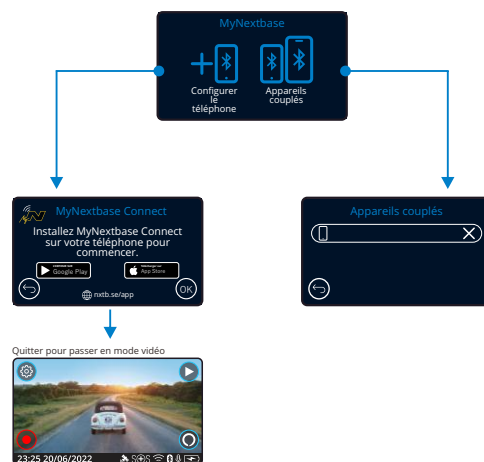 MyNextbase
Configurer
le
téléphone
Appareils
couplés
MyNextbase Connect
Installez MyNextbase Connect
sur votre téléphone pour
commencer.
Google Play
App Store
nxtb.se/app
OK
Appareils couplés
Quitter pour passer en mode vidéo
23:25 20/06/2022
SOS